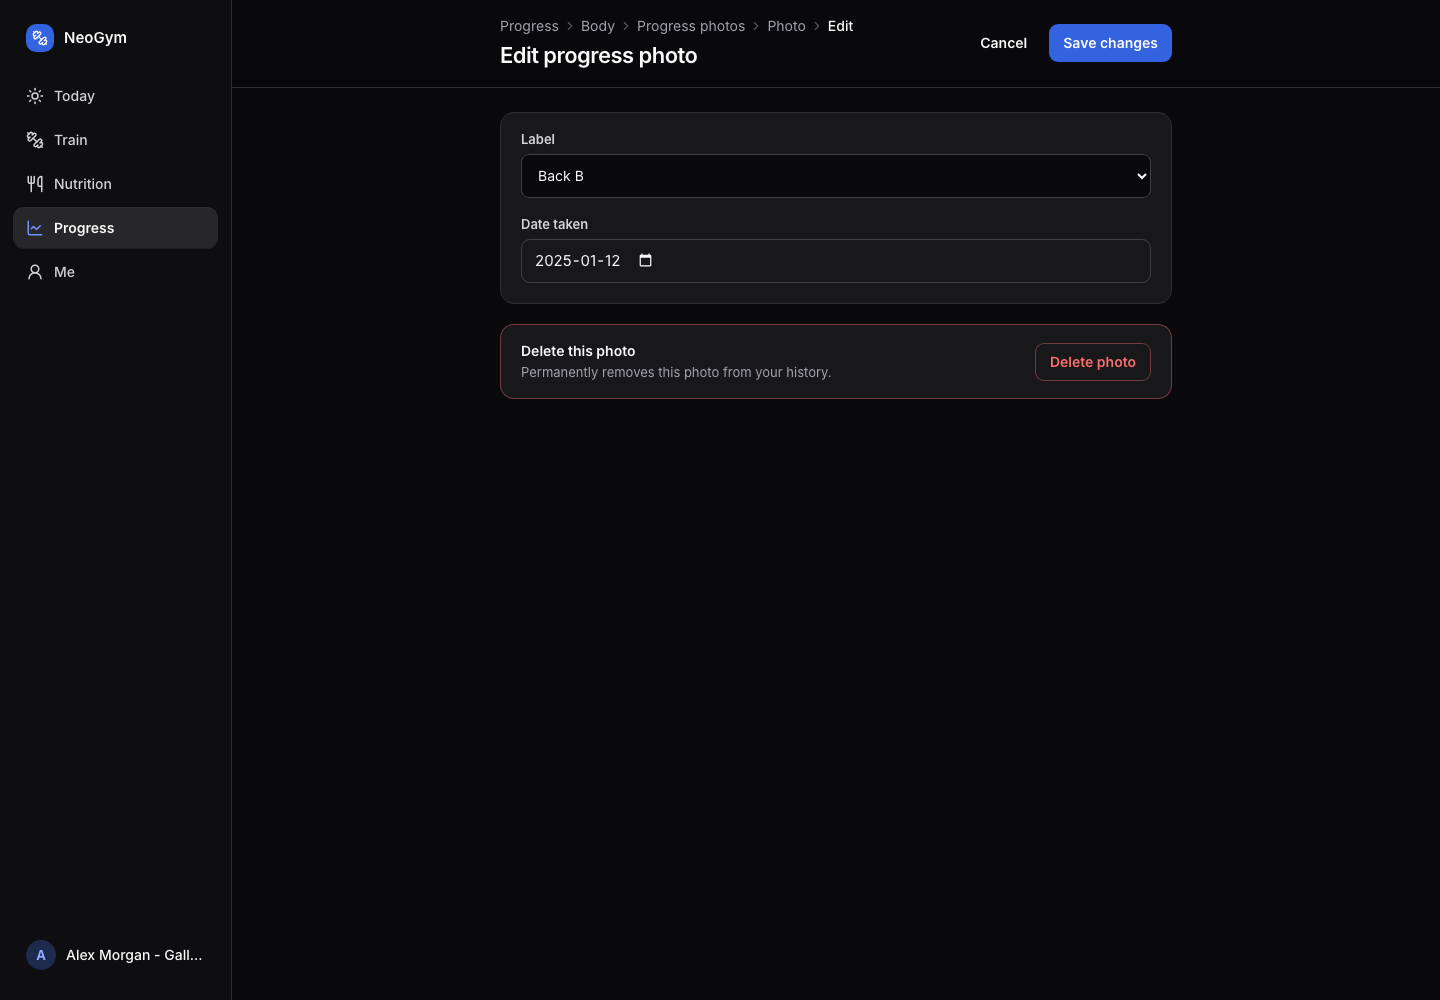 NeoGym
Today
Train
Nutrition
Progress
Me
Alex Morgan - Gall...
A
Progress > Body > Progress photos > Photo > Edit
Edit progress photo
Cancel
Save changes
Label
Back B
Date taken
2025-01-12
Delete this photo
Permanently removes this photo from your history.
Delete photo